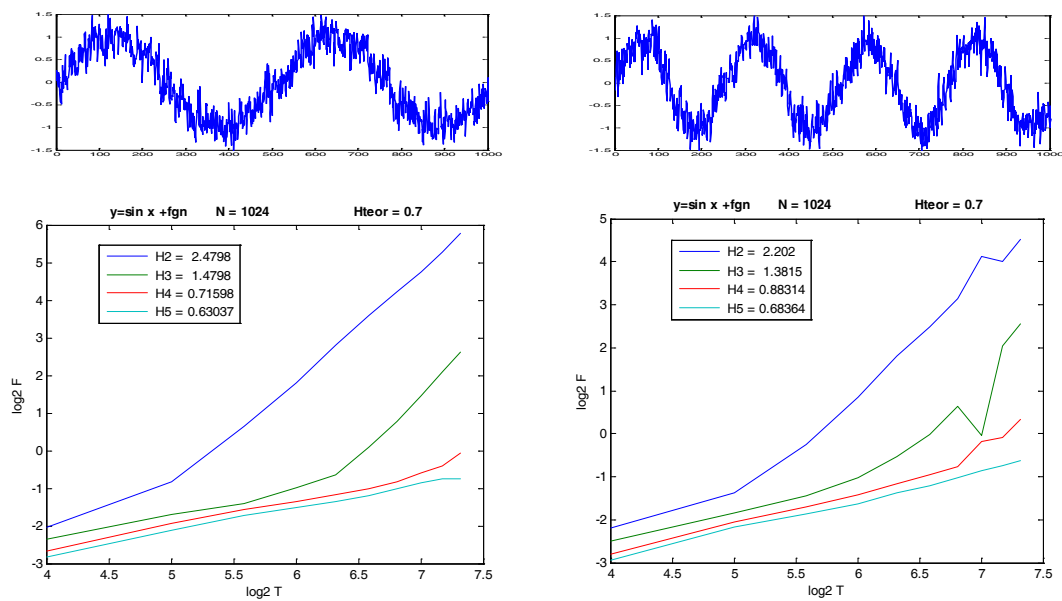 1.5
1
0.5
0
-0.5
-1
-1.5
0 100 200 300 400 500 600 700 800 900 1000
1.5
1
0.5
0
-0.5
-1
-1.5
0 100 200 300 400 500 600 700 800 900 1000
y=sin x +fgn N = 1024 Hteor = 0.7
6
5
4
3
2
1
0
-1
-2
-3
log2 F
H2 = 2.4798
H3 = 1.4798
H4 = 0.71598
H5 = 0.63037
4 4.5 5 5.5 6 6.5 7 7.5
log2 T
y=sin x +fgn N = 1024 Hteor = 0.7
5
4
3
2
1
0
-1
-2
-3
log2 F
H2 = 2.202
H3 = 1.3815
H4 = 0.88314
H5 = 0.68364
4 4.5 5 5.5 6 6.5 7 7.5
log2 T